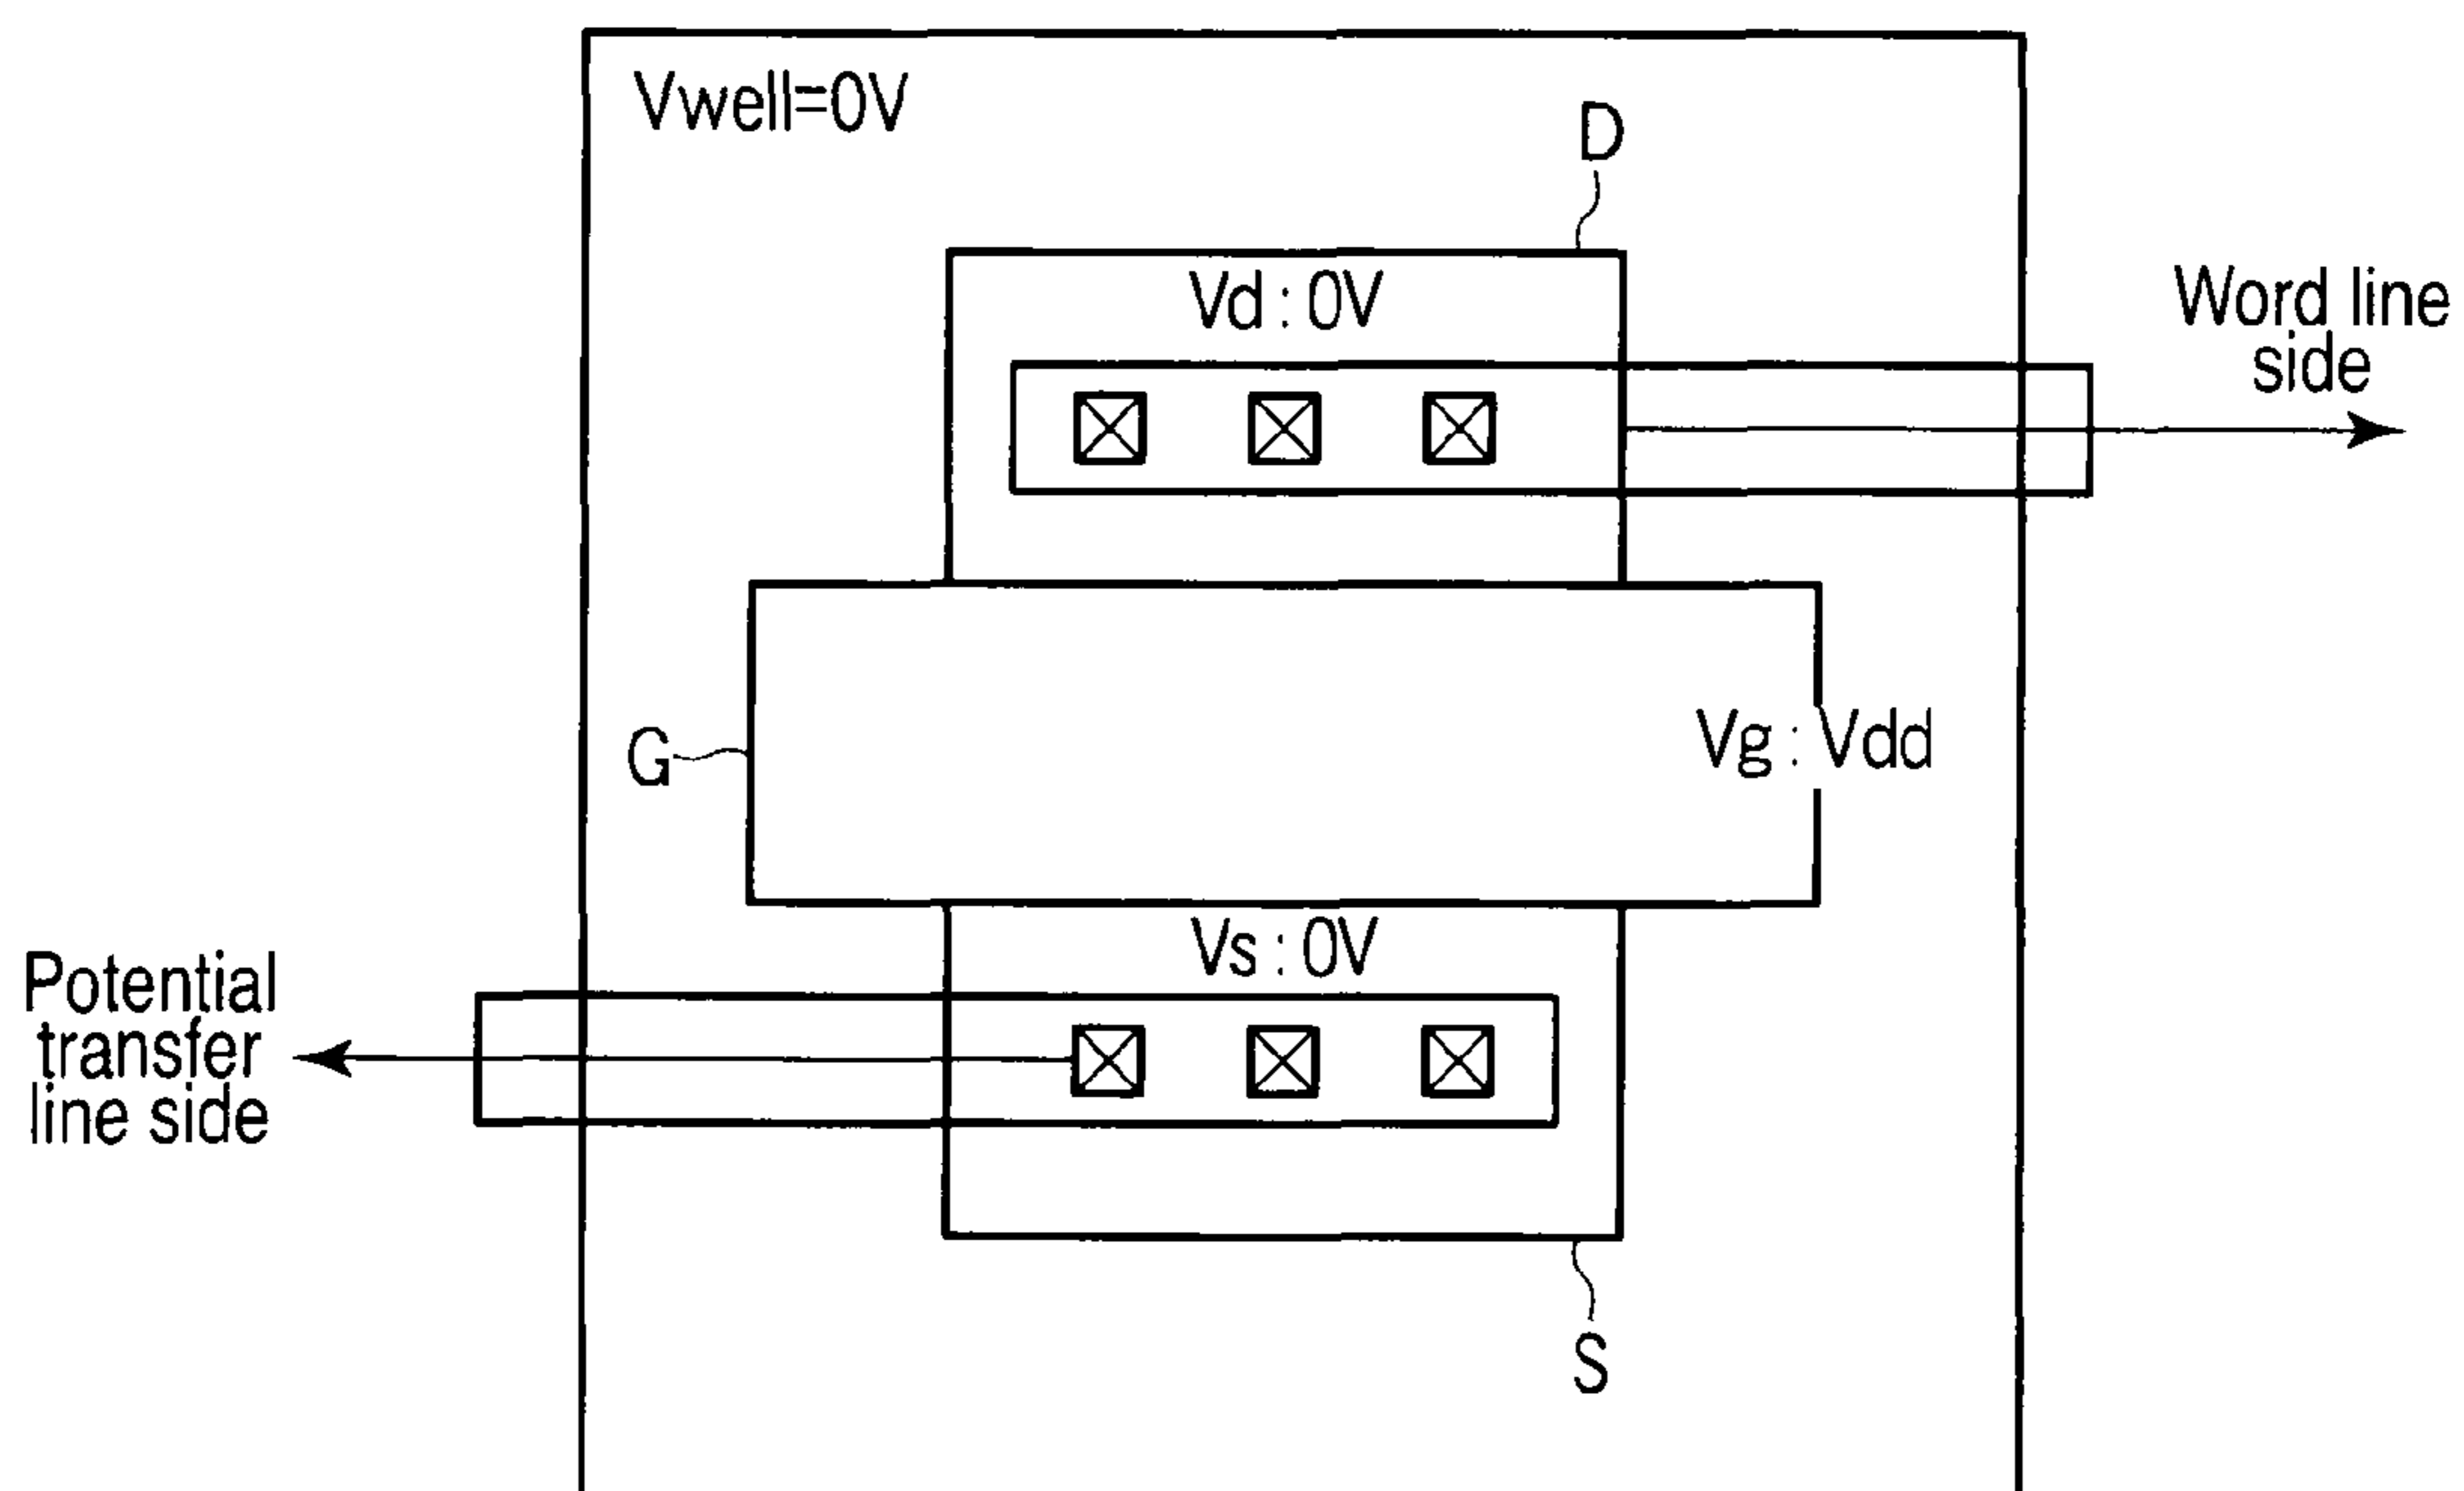 Vwell=0V
D
Vd : 0V
Word line
side
G
Vg : Vdd
Vs : 0V
Potential
transfer
line side
S